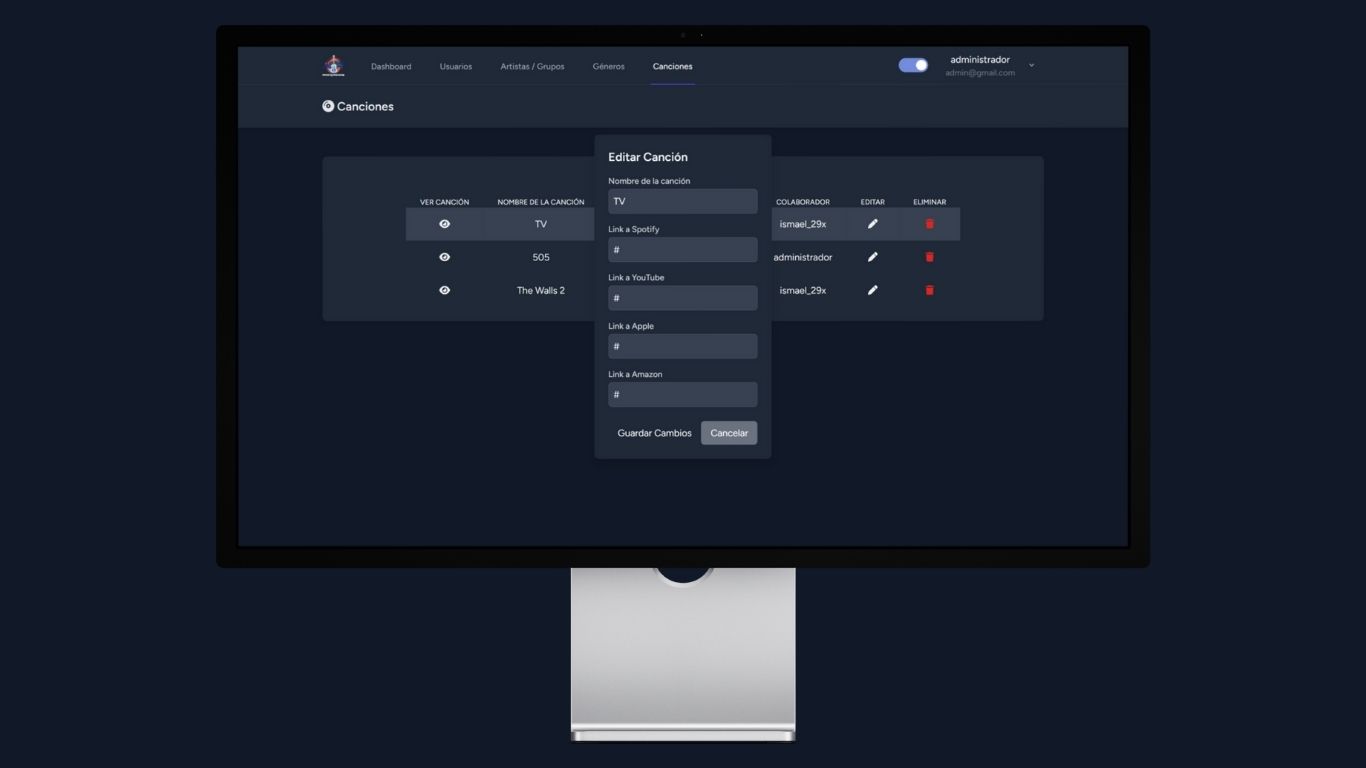 Dashboard Usuarios Artistas / Grupos Géneros Canciones administrador
admin@gmail.com
Canciones
Editar Canción
Nombre de la canción
TV
Link a Spotify
#
Link a YouTube
#
Link a Apple
#
Link a Amazon
#
Guardar Cambios Cancelar
VER CANCIÓN NOMBRE DE LA CANCIÓN COLABORADOR EDITAR ELIMINAR
TV ismael_29x
505 administrador
The Walls 2 ismael_29x